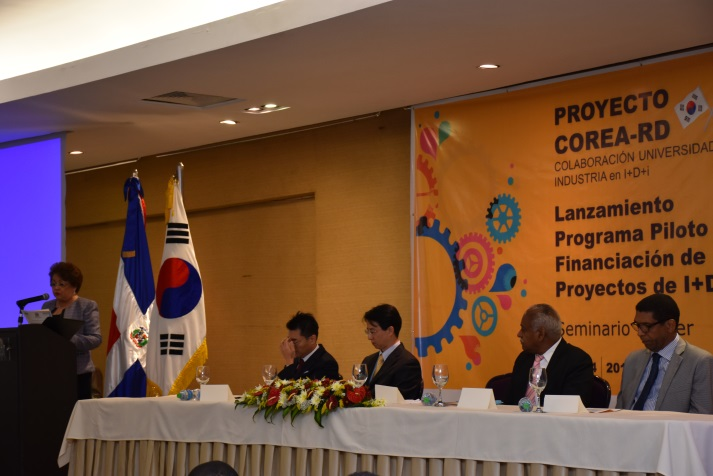 PROYECTO
COREA-RD
COLABORACIÓN UNIVERSIDAD
INDUSTRIA en I+D+i
Lanzamiento
Programa Piloto
Financiación de
Proyectos de I+D
Seminario